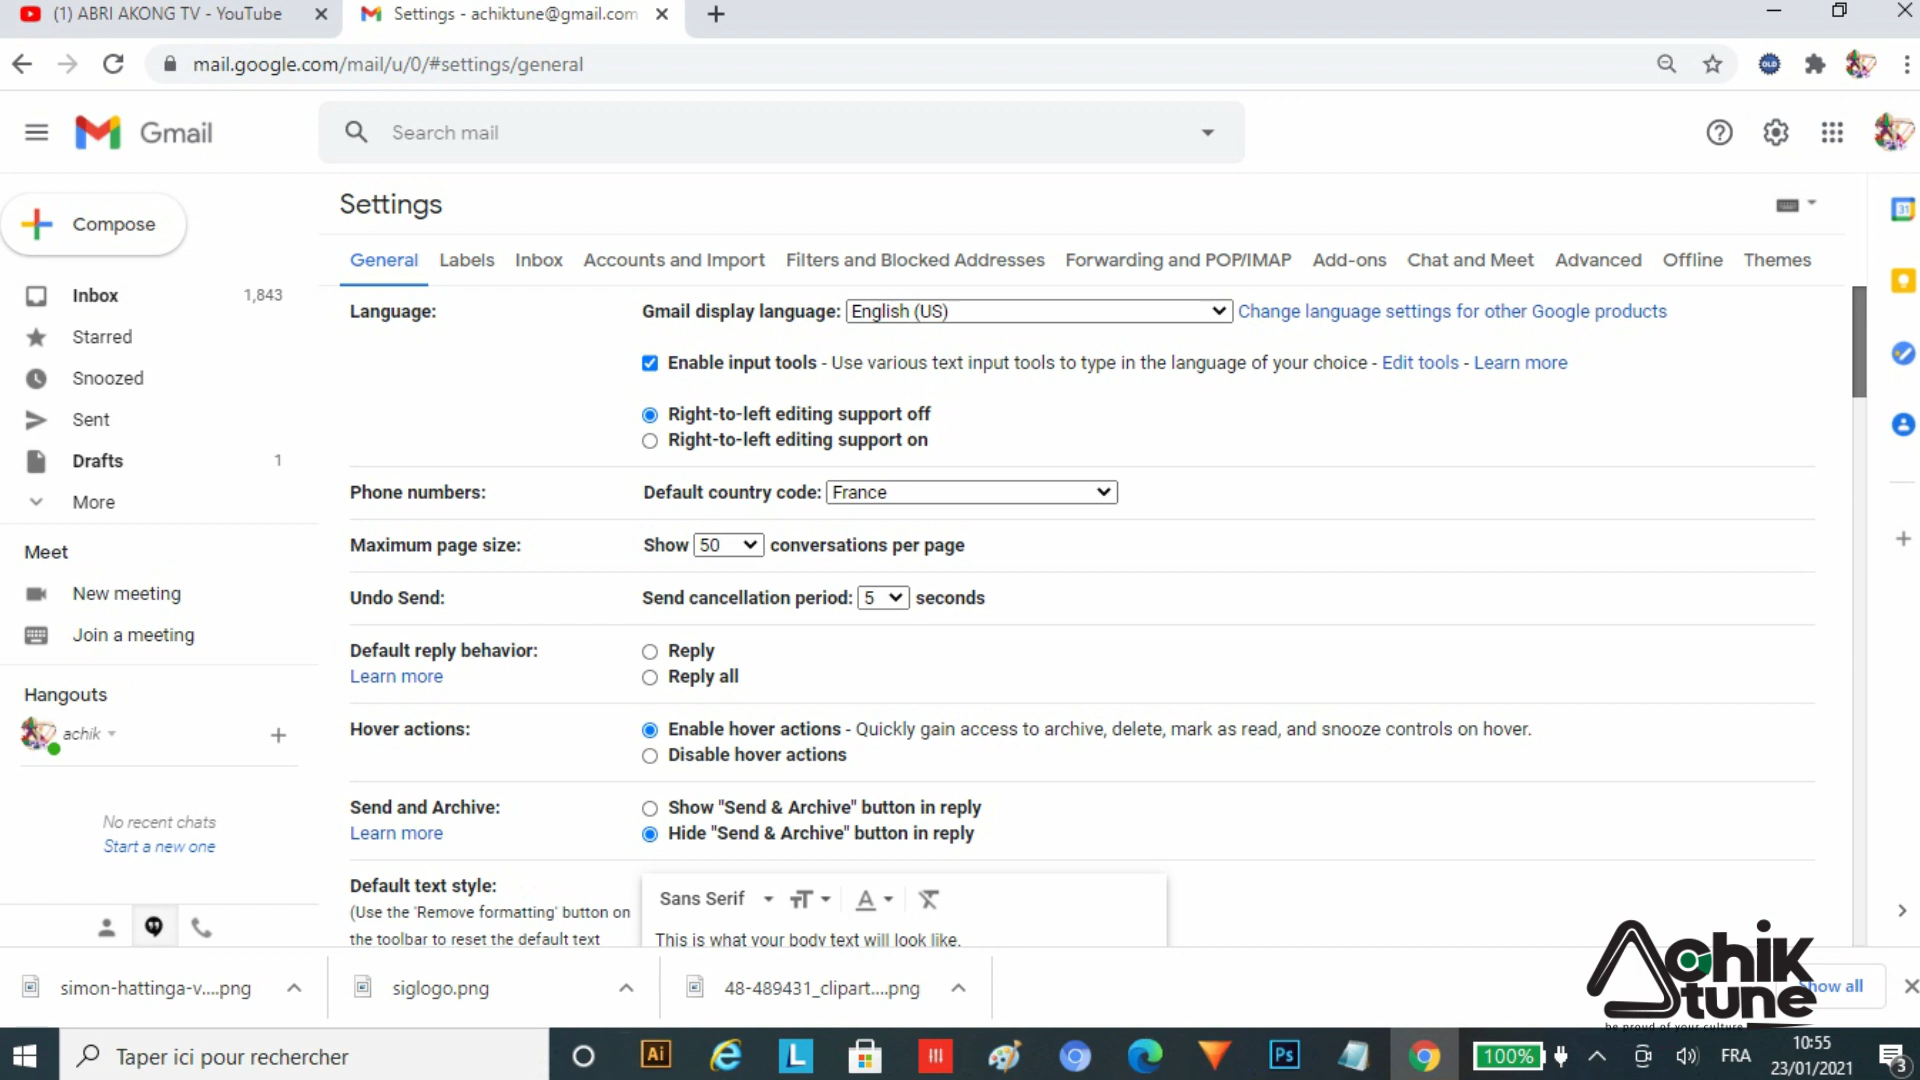 (1) ABRI AKONG TV - YouTube
Settings - achiktune@gmail.com
mail.google.com/mail/u/0/#settings/general
OLD
Gmail
Search mail
Compose
Inbox 1,843
Starred
Snoozed
Sent
Drafts 1
More
Meet
New meeting
Join a meeting
Hangouts
achik
No recent chats
Start a new one
Settings
General Labels Inbox Accounts and Import Filters and Blocked Addresses Forwarding and POP/IMAP Add-ons Chat and Meet Advanced Offline Themes
Language: Gmail display language: English (US) Change language settings for other Google products
Enable input tools - Use various text input tools to type in the language of your choice - Edit tools - Learn more
Right-to-left editing support off
Right-to-left editing support on
Phone numbers: Default country code: France
Maximum page size: Show 50 conversations per page
Undo Send: Send cancellation period: 5 seconds
Default reply behavior: Reply
Learn more Reply all
Hover actions: Enable hover actions - Quickly gain access to archive, delete, mark as read, and snooze controls on hover.
Disable hover actions
Send and Archive: Show "Send & Archive" button in reply
Learn more Hide "Send & Archive" button in reply
Default text style: Sans Serif
(Use the 'Remove formatting' button on
the toolbar to reset the default text
This is what your body text will look like.
31
simon-hattinga-v....png
siglogo.png
48-489431_clipart....png
Show all
Achik
tune
be proud of your culture
Taper ici pour rechercher
Ai
L
Ps
100%
FRA
10:55
23/01/2021
3